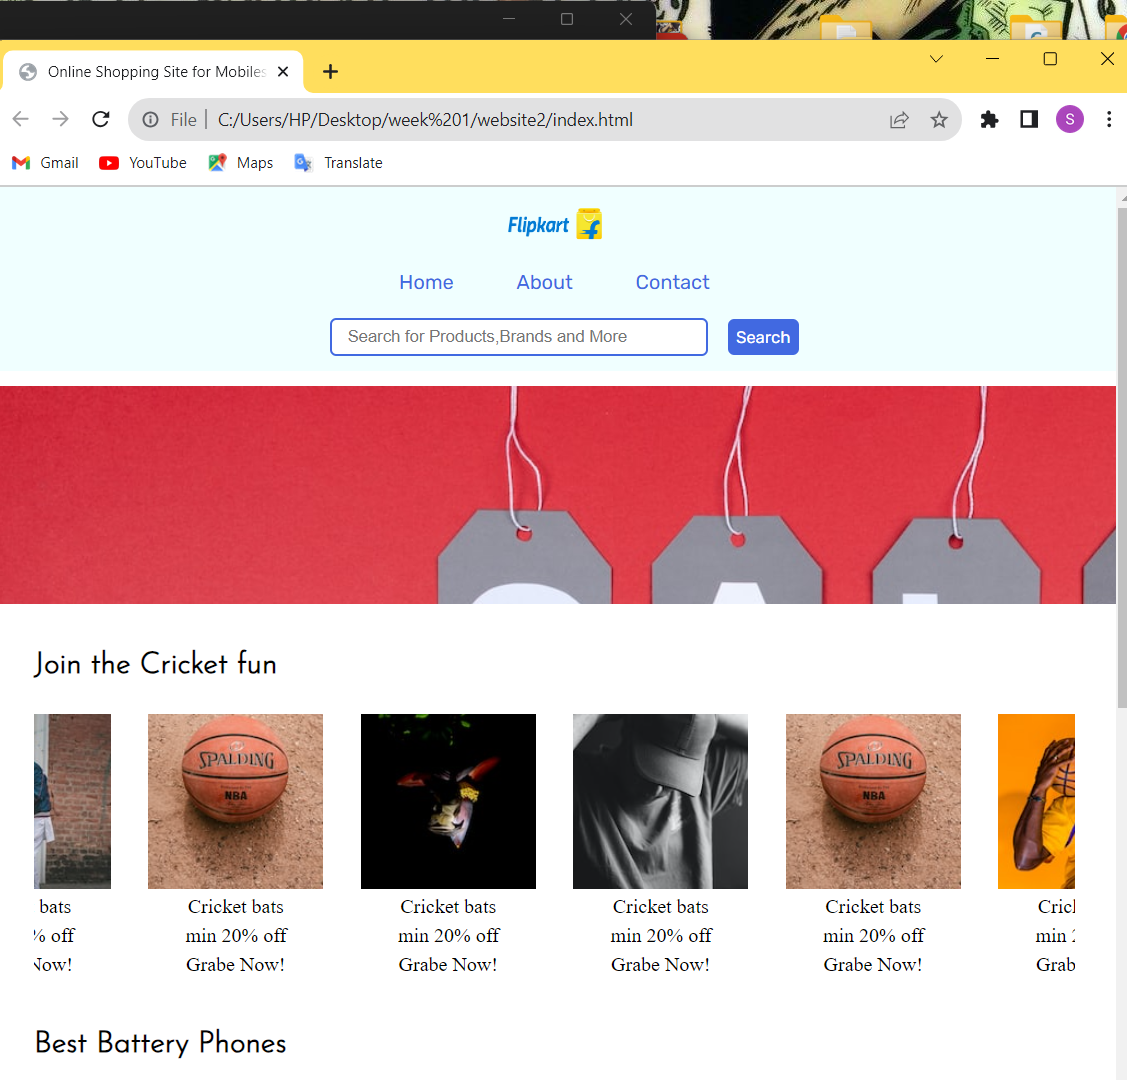 Online Shopping Site for Mobiles
File | C:/Users/HP/Desktop/week%201/website2/index.html
S
Gmail YouTube Maps Translate
Flipkart
Home About Contact
Search for Products,Brands and More Search
Join the Cricket fun
SPALDING SPALDING
NBA NBA
bats Cricket bats Cricket bats Cricket bats Cricket bats Cricl
% off min 20% off min 20% off min 20% off min 20% off min 2
Now! Grabe Now! Grabe Now! Grabe Now! Grabe Now! Grab
Best Battery Phones